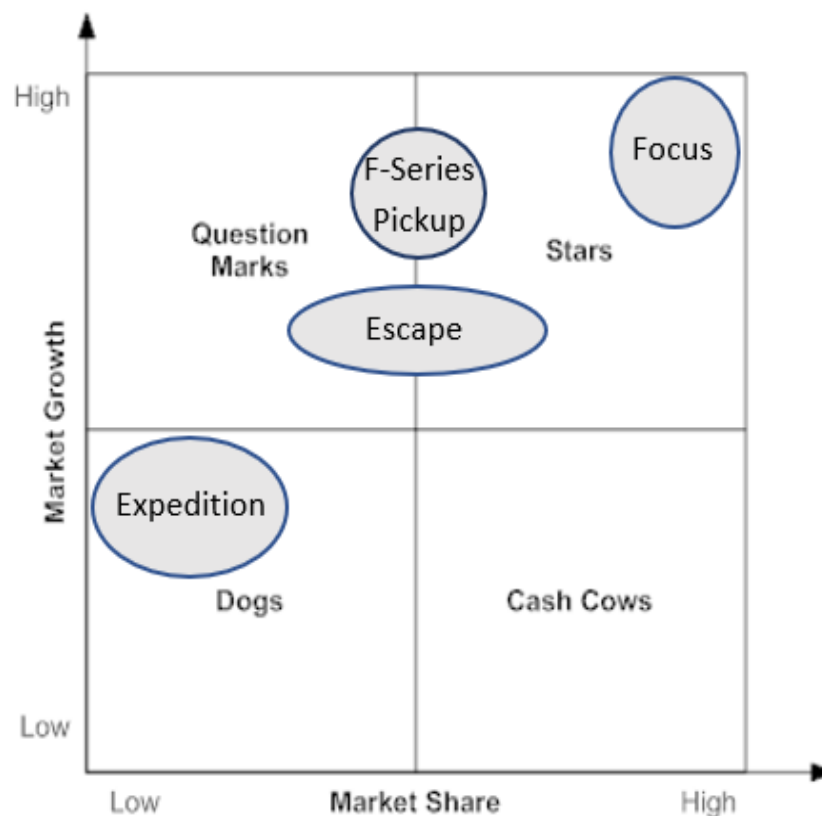 High
Focus
F-Series
Pickup
Question
Marks
Stars
Escape
Market Growth
Expedition
Dogs
Cash Cows
Low
Low
Market Share
High